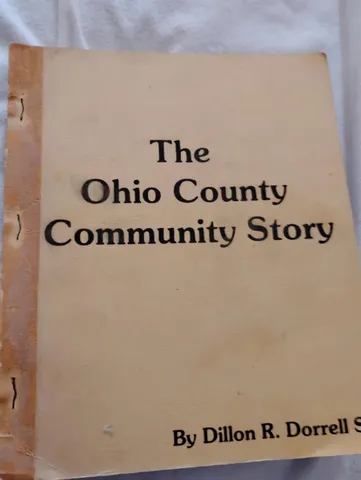 The
Ohio County
Community Story
By Dillon R. Dorrell S